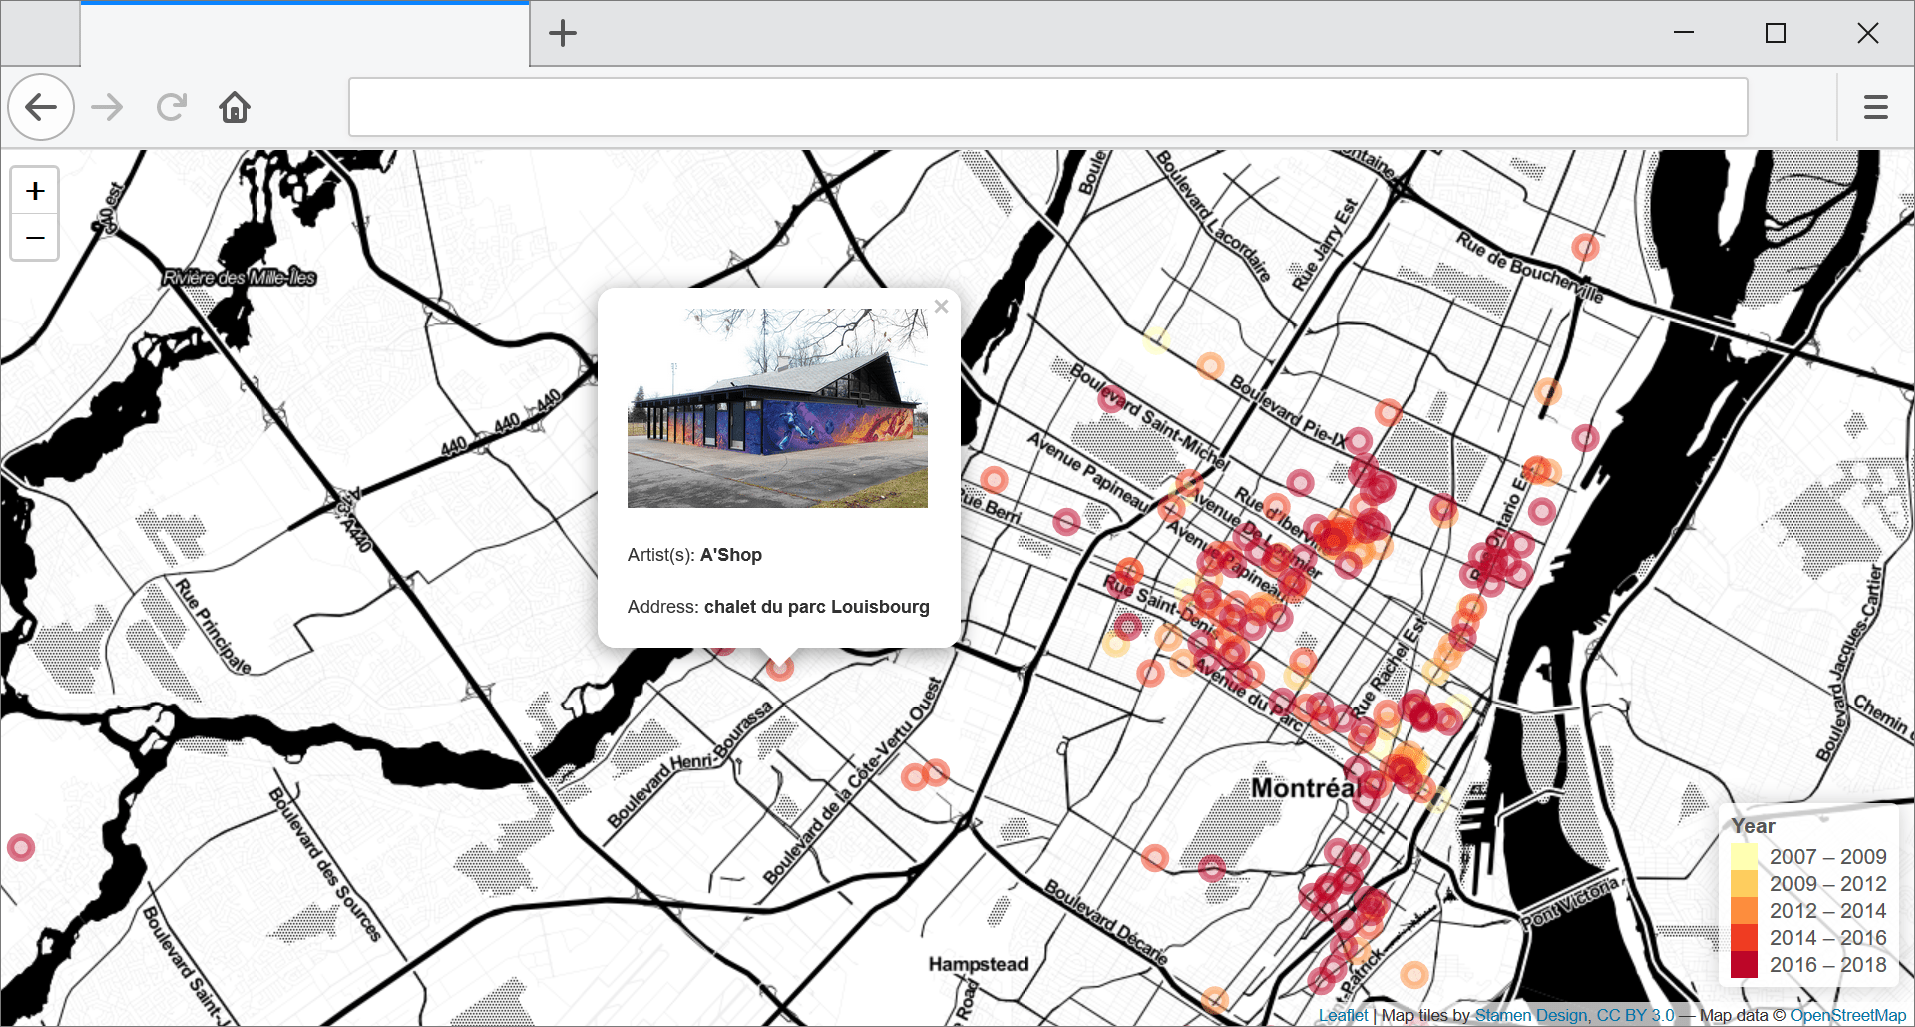 +
−
440 est
Rivière des Mille-Îles
440
440
440
A440
Rue Principale
Boulevard des Sources
Boulevard Saint-J
×
Artist(s): A'Shop
Address: chalet du parc Louisbourg
Boulevard Henri-Bourassa
Boulevard de la Côte-Vertu Ouest
Boule
Boulevard Lacordaire
Rue Jarry Est
ontaine
Rue de Boucherville
Boulevard Pie-IX
Boulevard Saint-Michel
Avenue Papineau
Rue Berri
Rue d'Iberville
Avenue De Lorimier
Avenue Papineau
Rue Saint-Denis
Avenue du Parc
Rue Ontario Est
Rue Rachel Est
Montréal
Boulevard Décarie
Hampstead
Road
nt-Patrick
Pont Victoria
Boulevard Jacques-Cartier
Chemin
Year
2007 – 2009
2009 – 2012
2012 – 2014
2014 – 2016
2016 – 2018
Leaflet | Map tiles by Stamen Design, CC BY 3.0 — Map data © OpenStreetMap